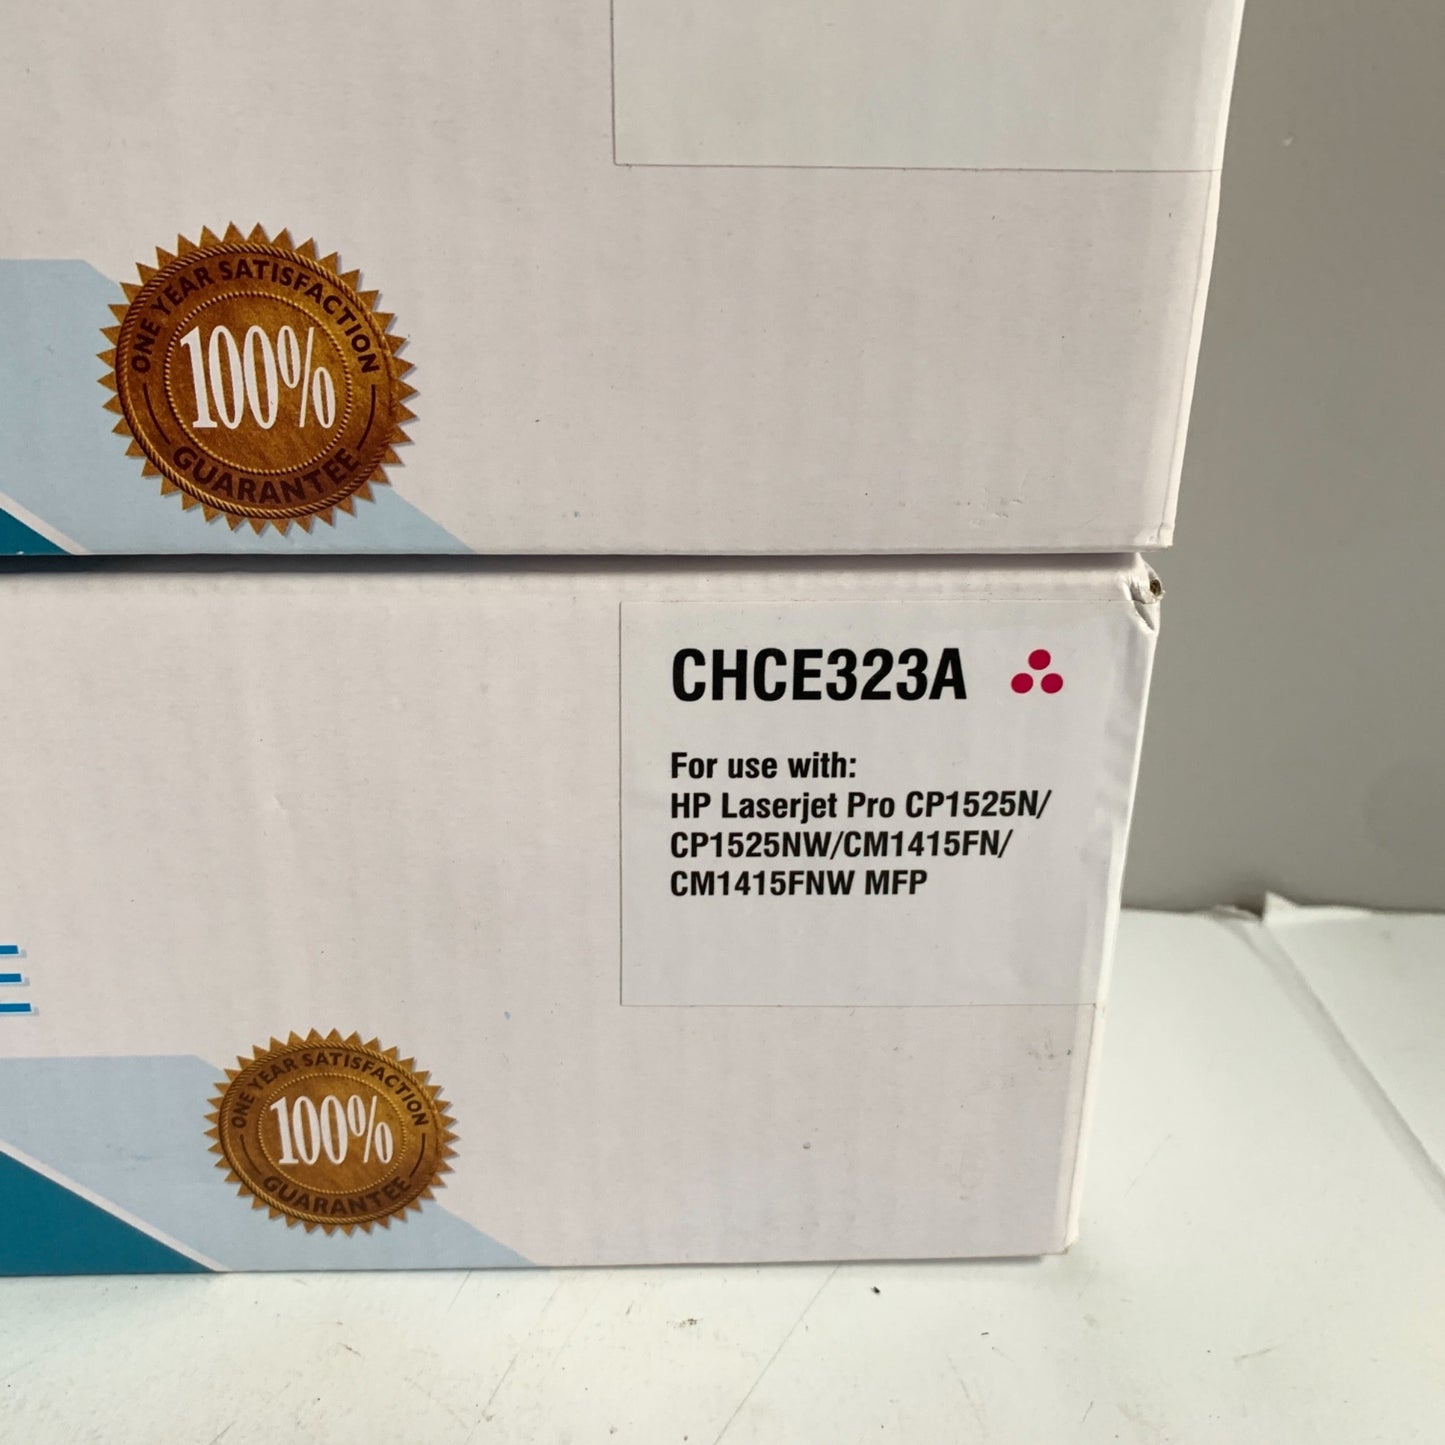 ONE YEAR SATISFACTION
100%
GUARANTEE
CHCE323A
For use with:
HP Laserjet Pro CP1525N/
CP1525NW/CM1415FN/
CM1415FNW MFP
ONE YEAR SATISFACTION
100%
GUARANTEE